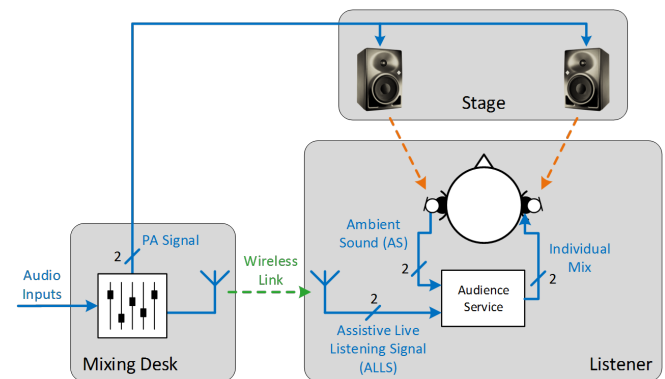 Stage
2
PA Signal
Audio
Inputs
Mixing Desk
Wireless
Link
Ambient
Sound (AS)
2
Individual
Mix
2
Audience
Service
2
Assistive Live
Listening Signal
(ALLS)
Listener